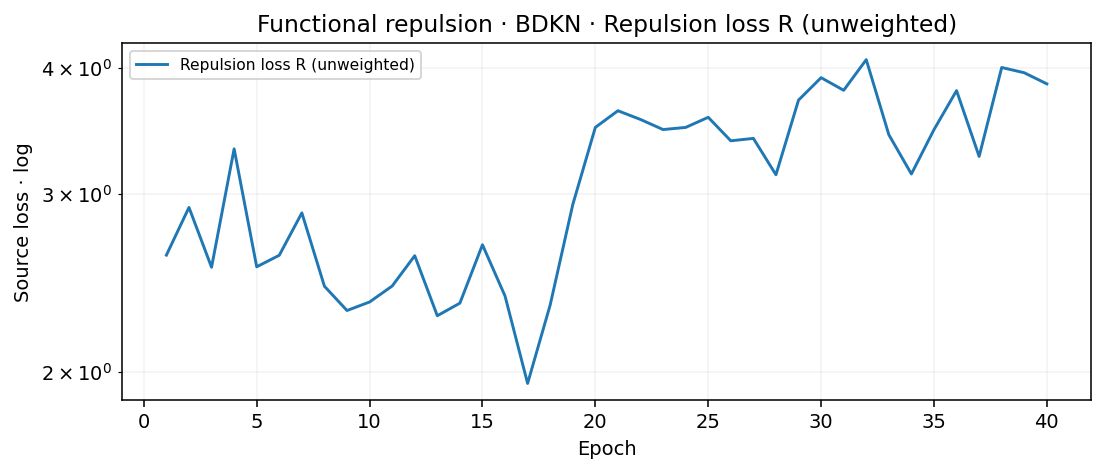 Functional repulsion · BDKN · Repulsion loss R (unweighted)
Repulsion loss R (unweighted)
Source loss · log
4 × 10⁰
3 × 10⁰
2 × 10⁰
0 5 10 15 20 25 30 35 40
Epoch